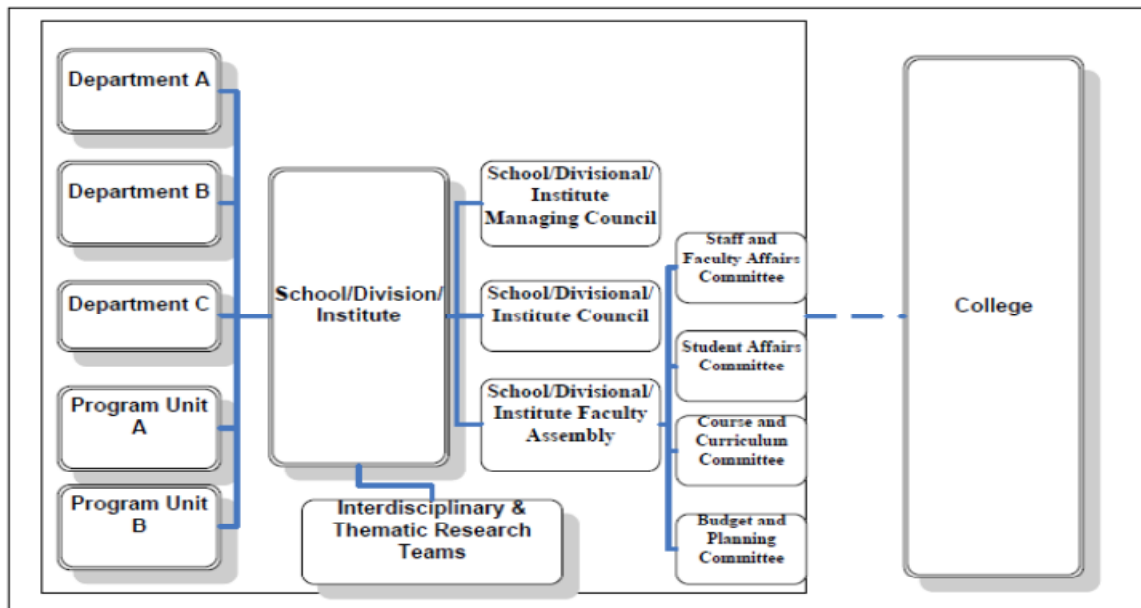 Department A
Department B
Department C
Program Unit
A
Program Unit
B
School/Division/
Institute
Interdisciplinary &
Thematic Research
Teams
School/Divisional/
Institute
Managing Council
School/Divisional/
Institute Council
School/Divisional/
Institute Faculty
Assembly
Staff and
Faculty Affairs
Committee
Student Affairs
Committee
Course and
Curriculum
Committee
Budget and
Planning
Committee
College